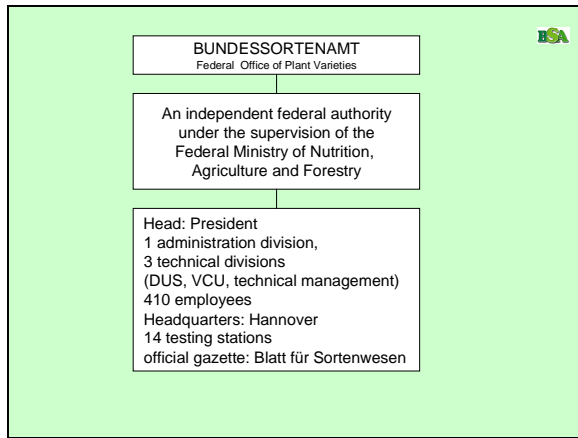 BUNDESSORTENAMT
Federal Office of Plant Varieties
BSA
An independent federal authority
under the supervision of the
Federal Ministry of Nutrition,
Agriculture and Forestry
Head: President
1 administration division,
3 technical divisions
(DUS, VCU, technical management)
410 employees
Headquarters: Hannover
14 testing stations
official gazette: Blatt für Sortenwesen